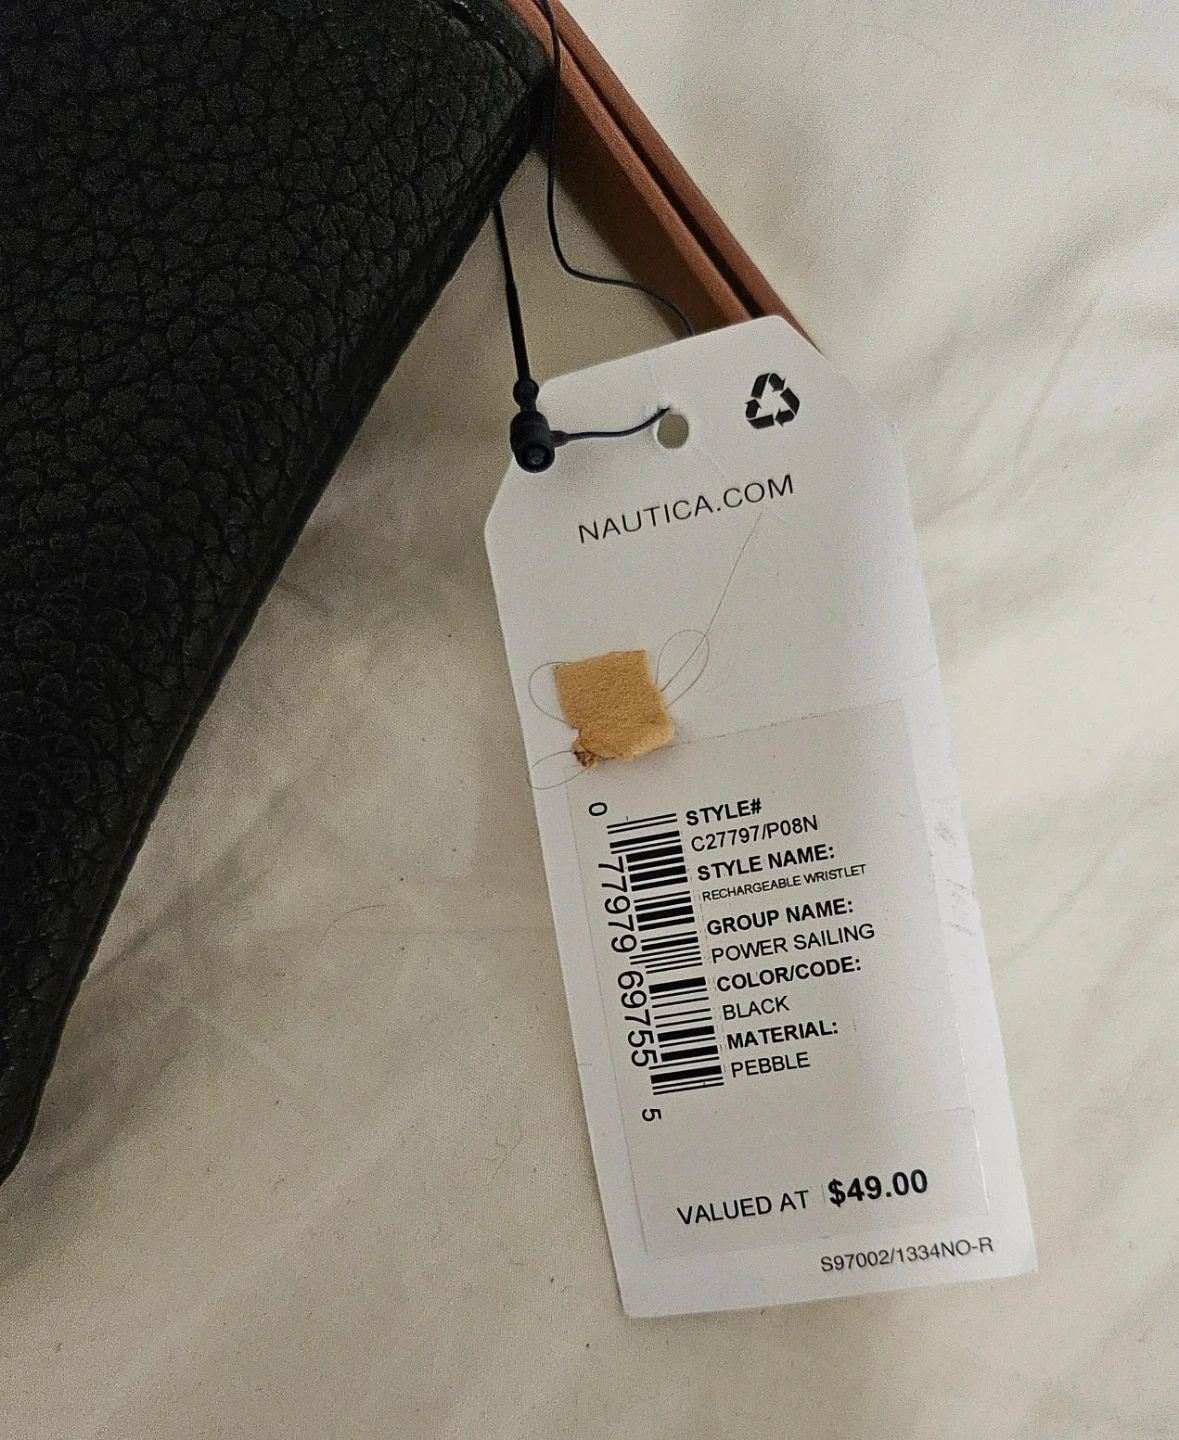 NAUTICA.COM
STYLE#
C27797/P08N
STYLE NAME:
RECHARGEABLE WRISTLET
GROUP NAME:
POWER SAILING
COLOR/CODE:
BLACK
MATERIAL:
PEBBLE
0 77979 69755 5
VALUED AT $49.00
S97002/1334NO-R